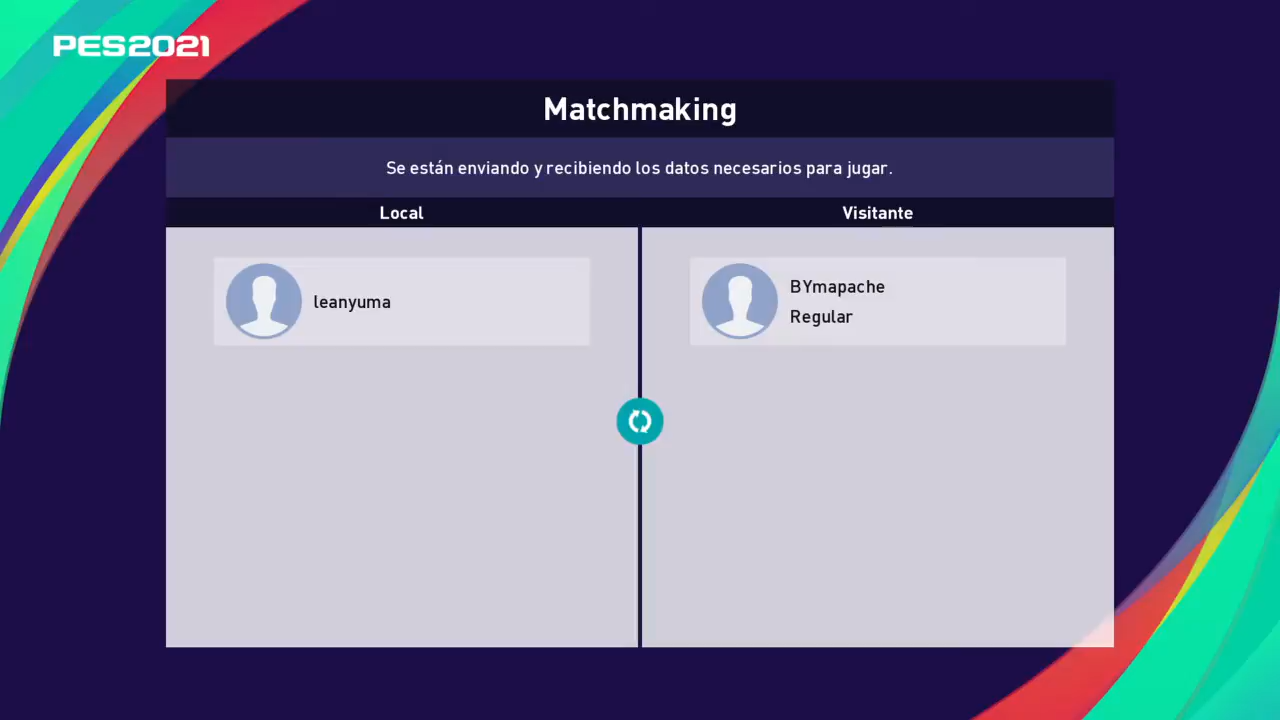 PES2021
Matchmaking
Se están enviando y recibiendo los datos necesarios para jugar.
Local
Visitante
leanyuma
BYmapache
Regular